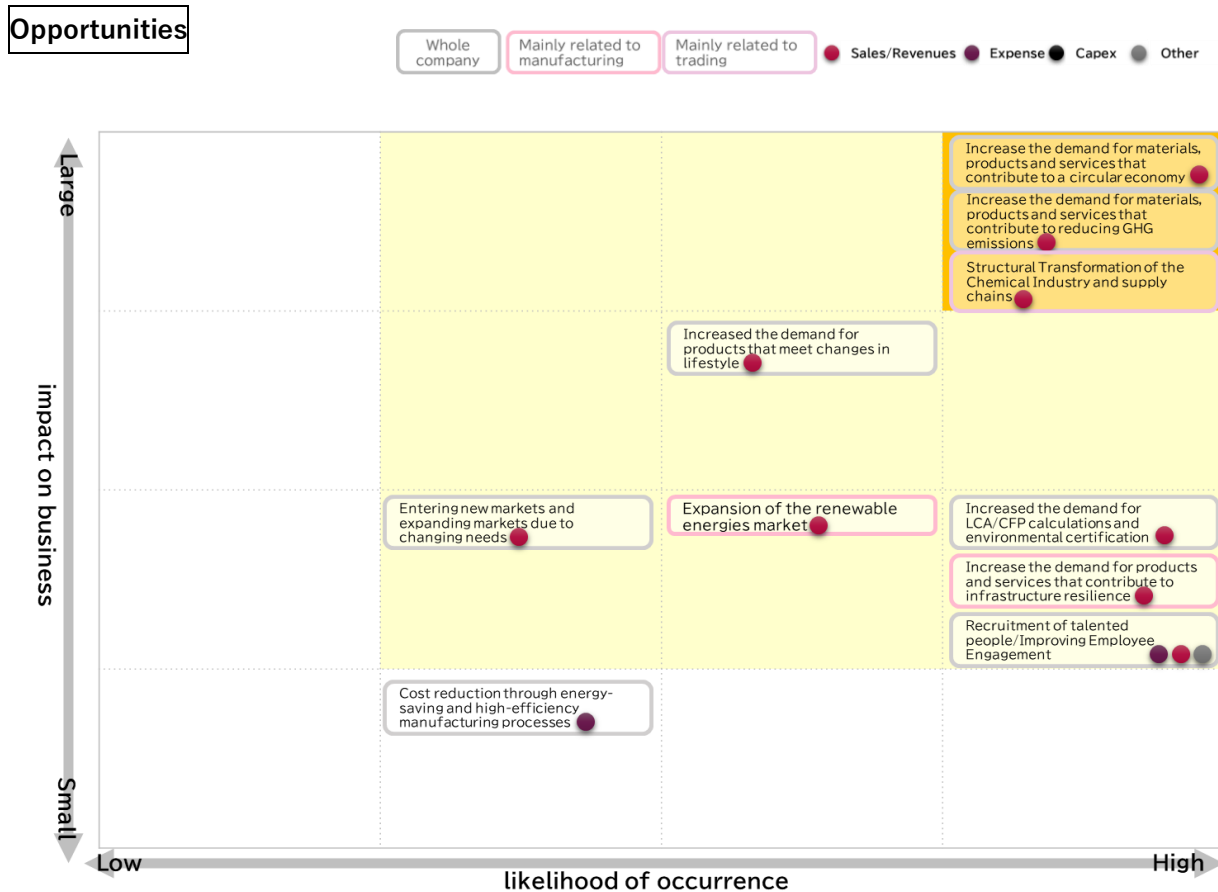 Opportunities
Whole
company
Mainly related to
manufacturing
Mainly related to
trading
Sales/Revenues
Expense
Capex
Other
Large
impact on business
Small
Increase the demand for materials,
products and services that
contribute to a circular economy
Increase the demand for materials,
products and services that
contribute to reducing GHG
emissions
Structural Transformation of the
Chemical Industry and supply
chains
Increased the demand for
products that meet changes in
lifestyle
Entering new markets and
expanding markets due to
changing needs
Expansion of the renewable
energies market
Increased the demand for
LCA/CFP calculations and
environmental certification
Increase the demand for products
and services that contribute to
infrastructure resilience
Recruitment of talented
people/Improving Employee
Engagement
Cost reduction through energy-
saving and high-efficiency
manufacturing processes
Low
High
likelihood of occurrence